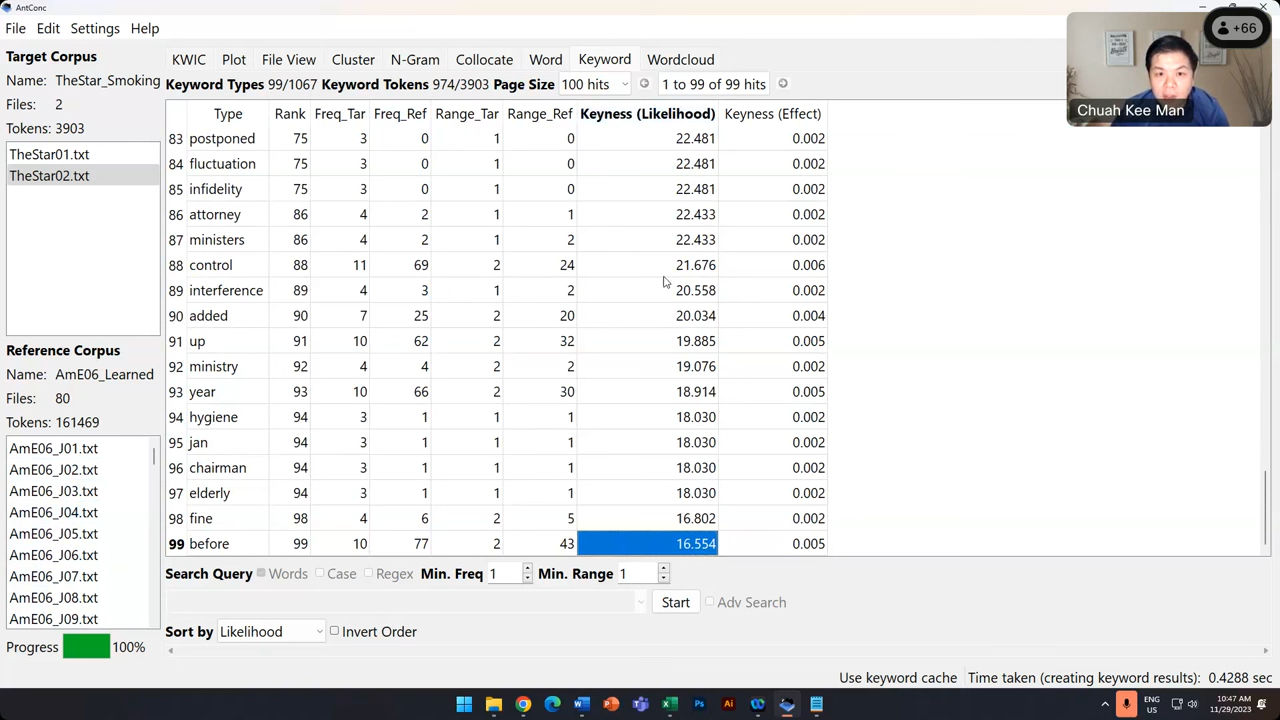 AntConc
File Edit Settings Help
+66
Chuah Kee Man
Target Corpus
Name: TheStar_Smoking
Files: 2
Tokens: 3903
TheStar01.txt
TheStar02.txt
Reference Corpus
Name: AmE06_Learned
Files: 80
Tokens: 161469
AmE06_J01.txt
AmE06_J02.txt
AmE06_J03.txt
AmE06_J04.txt
AmE06_J05.txt
AmE06_J06.txt
AmE06_J07.txt
AmE06_J08.txt
AmE06_J09.txt
Progress 100%
KWIC Plot File View Cluster N-Gram Collocate Word Keyword Wordcloud
Keyword Types 99/1067 Keyword Tokens 974/3903 Page Size 100 hits 1 to 99 of 99 hits
Type Rank Freq_Tar Freq_Ref Range_Tar Range_Ref Keyness (Likelihood) Keyness (Effect)
83 postponed 75 3 0 1 0 22.481 0.002
84 fluctuation 75 3 0 1 0 22.481 0.002
85 infidelity 75 3 0 1 0 22.481 0.002
86 attorney 86 4 2 1 1 22.433 0.002
87 ministers 86 4 2 1 2 22.433 0.002
88 control 88 11 69 2 24 21.676 0.006
89 interference 89 4 3 1 2 20.558 0.002
90 added 90 7 25 2 20 20.034 0.004
91 up 91 10 62 2 32 19.885 0.005
92 ministry 92 4 4 2 2 19.076 0.002
93 year 93 10 66 2 30 18.914 0.005
94 hygiene 94 3 1 1 1 18.030 0.002
95 jan 94 3 1 1 1 18.030 0.002
96 chairman 94 3 1 1 1 18.030 0.002
97 elderly 94 3 1 1 1 18.030 0.002
98 fine 98 4 6 2 5 16.802 0.002
99 before 99 10 77 2 43 16.554 0.005
Search Query Words Case Regex Min. Freq 1 Min. Range 1
Start Adv Search
Sort by Likelihood Invert Order
Use keyword cache Time taken (creating keyword results): 0.4288 sec
ENG
US
10:47 AM
11/29/2023